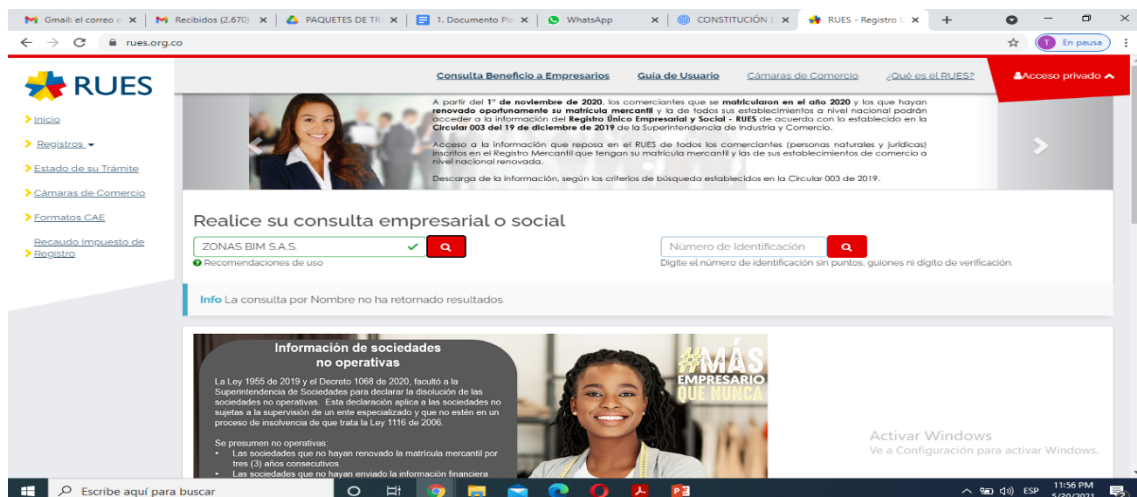 Gmail: el correo e
Recibidos (2.670)
PAQUETES DE TR
1. Documento Pl
WhatsApp
CONSTITUCIÓN
RUES - Registro
rues.org.co
T
En pausa
RUES
Consulta Beneficio a Empresarios
Guía de Usuario
Cámaras de Comercio
¿Qué es el RUES?
Acceso privado
Inicio
Registros
Estado de su Trámite
Cámaras de Comercio
Formatos CAE
Recaudo Impuesto de
Registro
A partir del 1° de noviembre de 2020, los comerciantes que se matricularon en el año 2020 y los que hayan
renovado oportunamente su matrícula mercantil y la de todos sus establecimientos a nivel nacional podrán
acceder a la información del Registro Único Empresarial y Social - RUES de acuerdo con lo establecido en la
Circular 003 del 19 de diciembre de 2019 de la Superintendencia de Industria y Comercio.
Acceso a la información que reposa en el RUES de todos los comerciantes (personas naturales y jurídicas)
inscritos en el Registro Mercantil que tengan su matrícula mercantil y las de sus establecimientos de comercio a
nivel nacional renovada.
Descarga de la información, según los criterios de búsqueda establecidos en la Circular 003 de 2019.
Realice su consulta empresarial o social
ZONAS BIM S.A.S.
Número de Identificación
Recomendaciones de uso
Digite el número de identificación sin puntos, guiones ni dígito de verificación.
Info La consulta por Nombre no ha retornado resultados
Información de sociedades
no operativas
La Ley 1955 de 2019 y el Decreto 1068 de 2020, facultó a la
Superintendencia de Sociedades para declarar la disolución de las
sociedades no operativas. Esta declaración aplica a las sociedades no
sujetas a la supervisión de un ente especializado y que no estén en un
proceso de insolvencia de que trata la Ley 1116 de 2006.
Se presumen no operativas:
• Las sociedades que no hayan renovado la matrícula mercantil por
tres (3) años consecutivos.
• Las sociedades que no hayan enviado la información financiera
#MÁS
EMPRESARIO
QUE NUNCA
Activar Windows
Ve a Configuración para activar Windows.
Escribe aquí para buscar
ESP
11:56 PM
5/20/2021